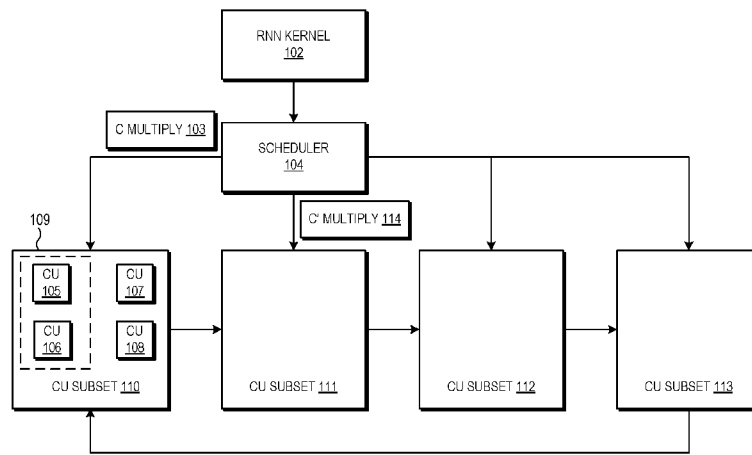 RNN KERNEL
102
C MULTIPLY 103
SCHEDULER
104
C' MULTIPLY 114
109
CU
105
CU
107
CU
106
CU
108
CU SUBSET 110
CU SUBSET 111
CU SUBSET 112
CU SUBSET 113